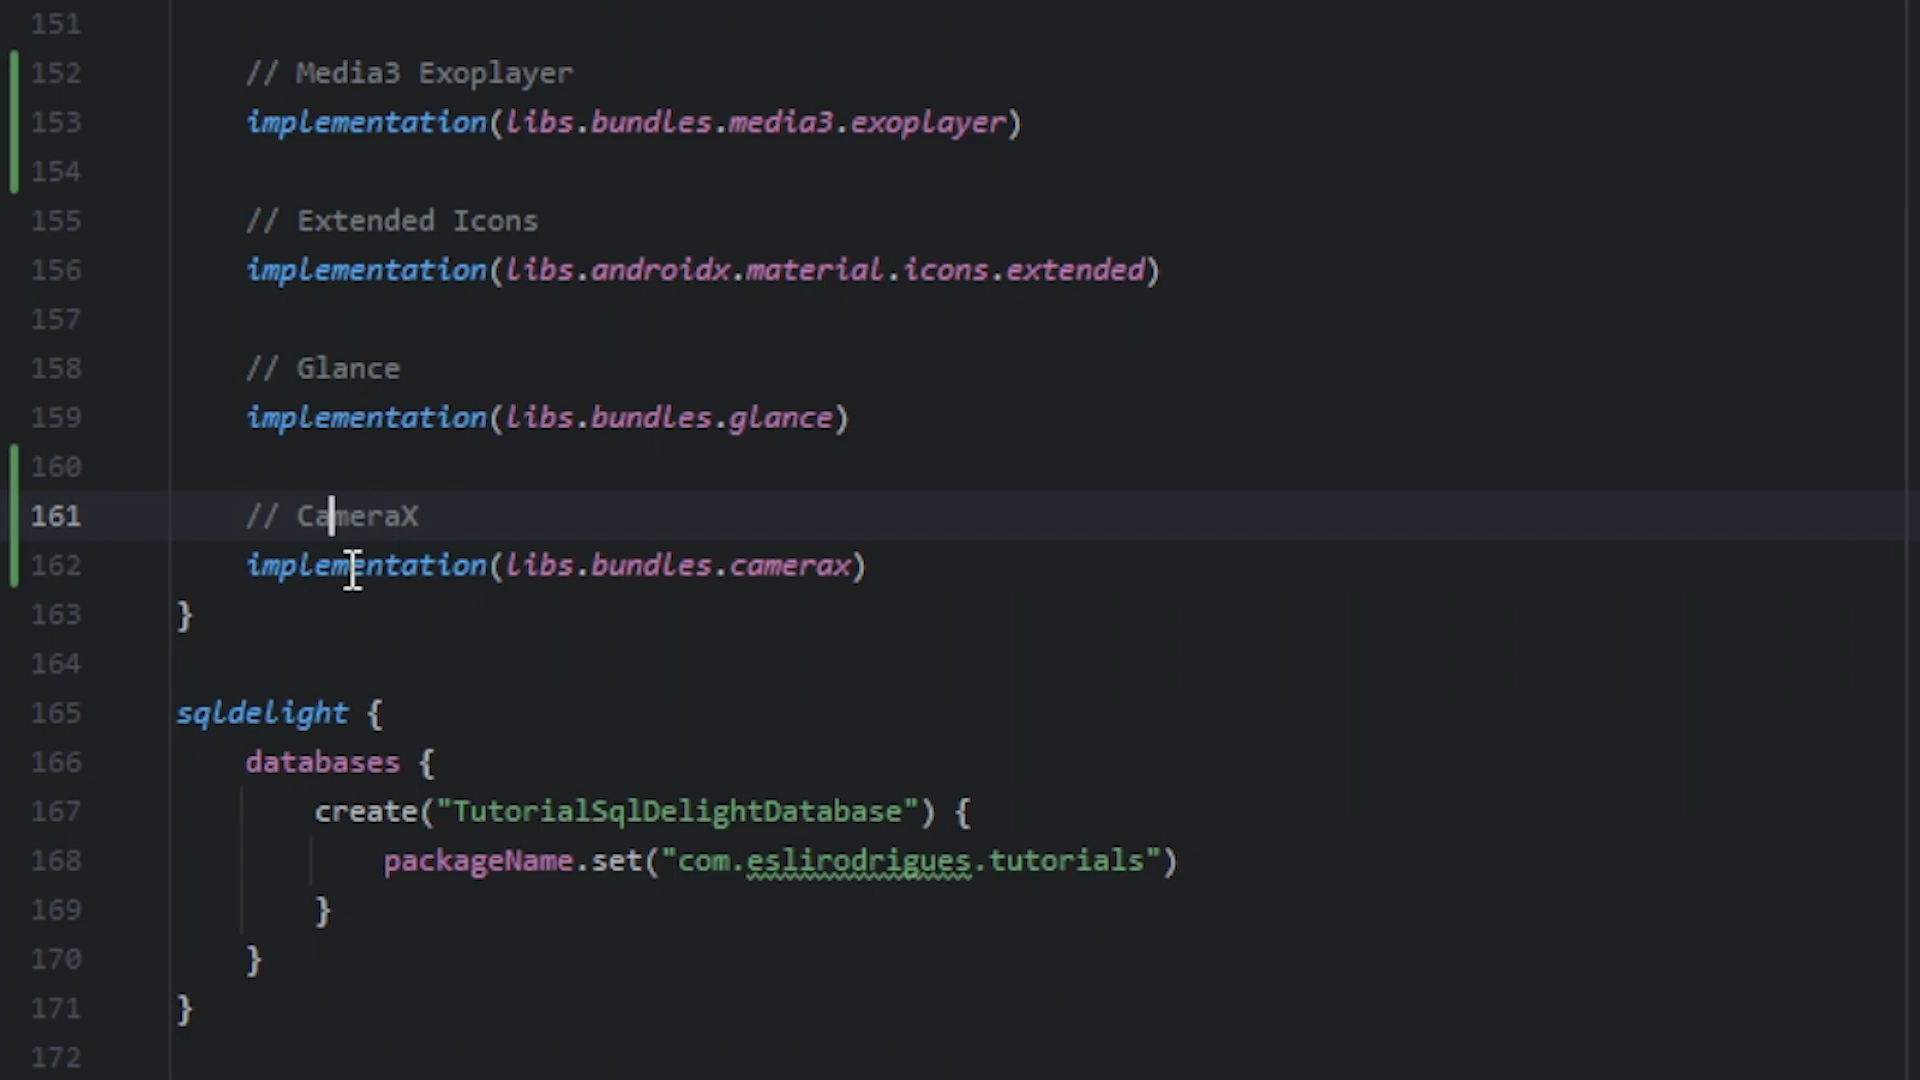 151
152 // Media3 Exoplayer
153 implementation(libs.bundles.media3.exoplayer)
154
155 // Extended Icons
156 implementation(libs.androidx.material.icons.extended)
157
158 // Glance
159 implementation(libs.bundles.glance)
160
161 // CameraX
162 implementation(libs.bundles.camerax)
163 }
164
165 sqldelight {
166 databases {
167 create("TutorialSqlDelightDatabase") {
168 packageName.set("com.eslirodrigues.tutorials")
169 }
170 }
171 }
172